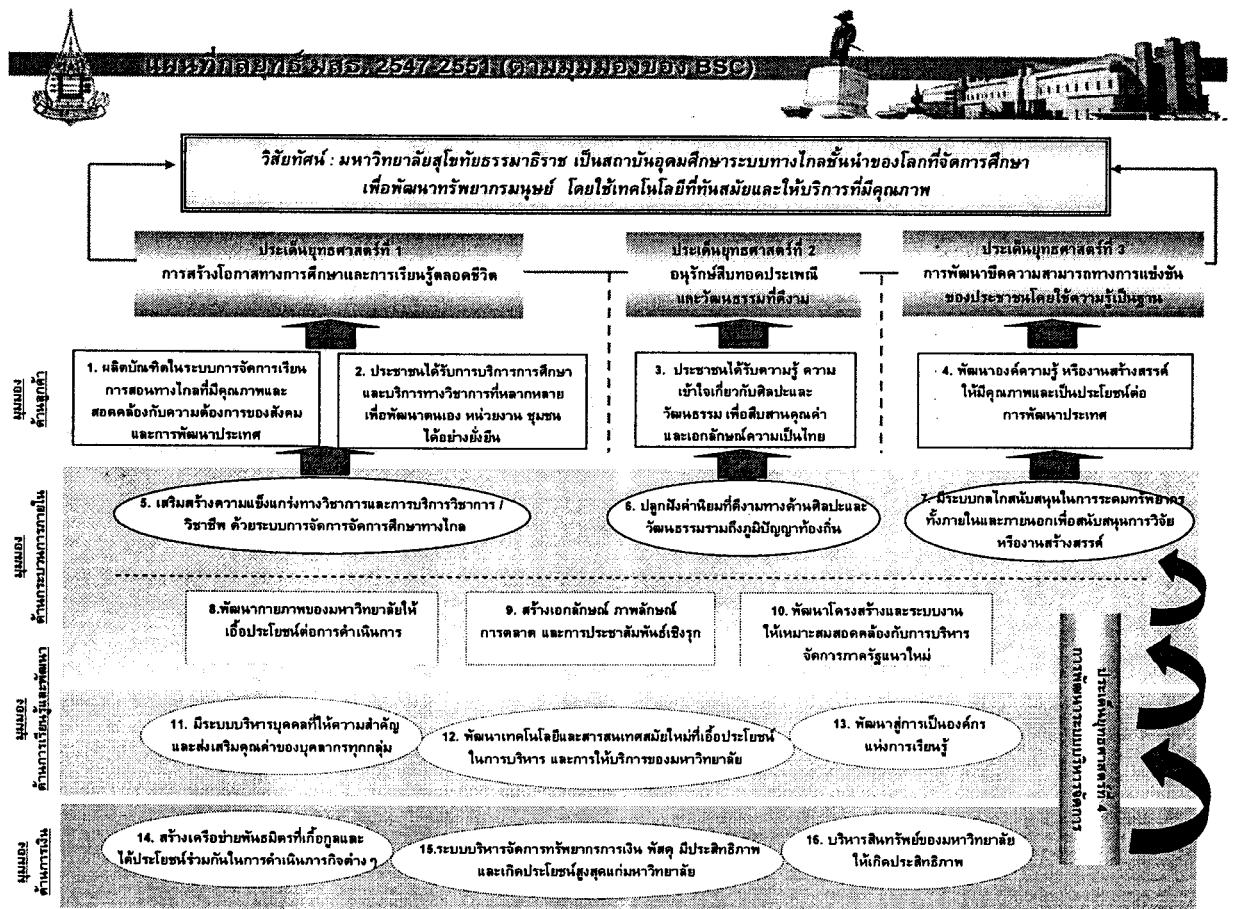 แผนที่กลยุทธ์ มสธ. 2547-2551 (ตามมุมมองของ BSC)
วิสัยทัศน์ : มหาวิทยาลัยสุโขทัยธรรมาธิราช เป็นสถาบันอุดมศึกษาระบบทางไกลชั้นนำของโลกที่จัดการศึกษา
เพื่อพัฒนาทรัพยากรมนุษย์ โดยใช้เทคโนโลยีที่ทันสมัยและให้บริการที่มีคุณภาพ
ประเด็นยุทธศาสตร์ที่ 1
การสร้างโอกาสทางการศึกษาและการเรียนรู้ตลอดชีวิต
ประเด็นยุทธศาสตร์ที่ 2
อนุรักษ์สืบทอดประเพณี
และวัฒนธรรมที่ดีงาม
ประเด็นยุทธศาสตร์ที่ 3
การพัฒนาขีดความสามารถทางการแข่งขัน
ของประชาชนโดยใช้ความรู้เป็นฐาน
มุมมอง
ด้านลูกค้า
1. ผลิตบัณฑิตในระบบการจัดการเรียน
การสอนทางไกลที่มีคุณภาพและ
สอดคล้องกับความต้องการของสังคม
และการพัฒนาประเทศ
2. ประชาชนได้รับการบริการการศึกษา
และบริการทางวิชาการที่หลากหลาย
เพื่อพัฒนาตนเอง หน่วยงาน ชุมชน
ได้อย่างยั่งยืน
3. ประชาชนได้รับความรู้ ความ
เข้าใจเกี่ยวกับศิลปะและ
วัฒนธรรม เพื่อสืบสานคุณค่า
และเอกลักษณ์ความเป็นไทย
4. พัฒนาองค์ความรู้ หรืองานสร้างสรรค์
ให้มีคุณภาพและเป็นประโยชน์ต่อ
การพัฒนาประเทศ
มุมมอง
ด้านกระบวนการภายใน
5. เสริมสร้างความแข็งแกร่งทางวิชาการและการบริการวิชาการ /
วิชาชีพ ด้วยระบบการจัดการจัดการศึกษาทางไกล
6. ปลูกฝังค่านิยมที่ดีงามทางด้านศิลปะและ
วัฒนธรรมรวมถึงภูมิปัญญาท้องถิ่น
7. มีระบบกลไกสนับสนุนในการระดมทรัพยากร
ทั้งภายในและภายนอกเพื่อสนับสนุนการวิจัย
หรืองานสร้างสรรค์
8.พัฒนากายภาพของมหาวิทยาลัยให้
เอื้อประโยชน์ต่อการดำเนินการ
9. สร้างเอกลักษณ์ ภาพลักษณ์
การตลาด และการประชาสัมพันธ์เชิงรุก
10. พัฒนาโครงสร้างและระบบงาน
ให้เหมาะสมสอดคล้องกับการบริหาร
จัดการภาครัฐแนวใหม่
ประเด็นยุทธศาสตร์ที่ 4
การพัฒนาระบบบริหารจัดการ
มุมมอง
ด้านการเรียนรู้และพัฒนา
11. มีระบบบริหารบุคคลที่ให้ความสำคัญ
และส่งเสริมคุณค่าของบุคลากรทุกกลุ่ม
12. พัฒนาเทคโนโลยีและสารสนเทศสมัยใหม่ที่เอื้อประโยชน์
ในการบริหาร และการให้บริการของมหาวิทยาลัย
13. พัฒนาสู่การเป็นองค์กร
แห่งการเรียนรู้
มุมมอง
ด้านการเงิน
14. สร้างเครือข่ายพันธมิตรที่เกื้อกูลและ
ได้ประโยชน์ร่วมกันในการดำเนินภารกิจต่าง ๆ
15.ระบบบริหารจัดการทรัพยากรการเงิน พัสดุ มีประสิทธิภาพ
และเกิดประโยชน์สูงสุดแก่มหาวิทยาลัย
16. บริหารสินทรัพย์ของมหาวิทยาลัย
ให้เกิดประสิทธิภาพ